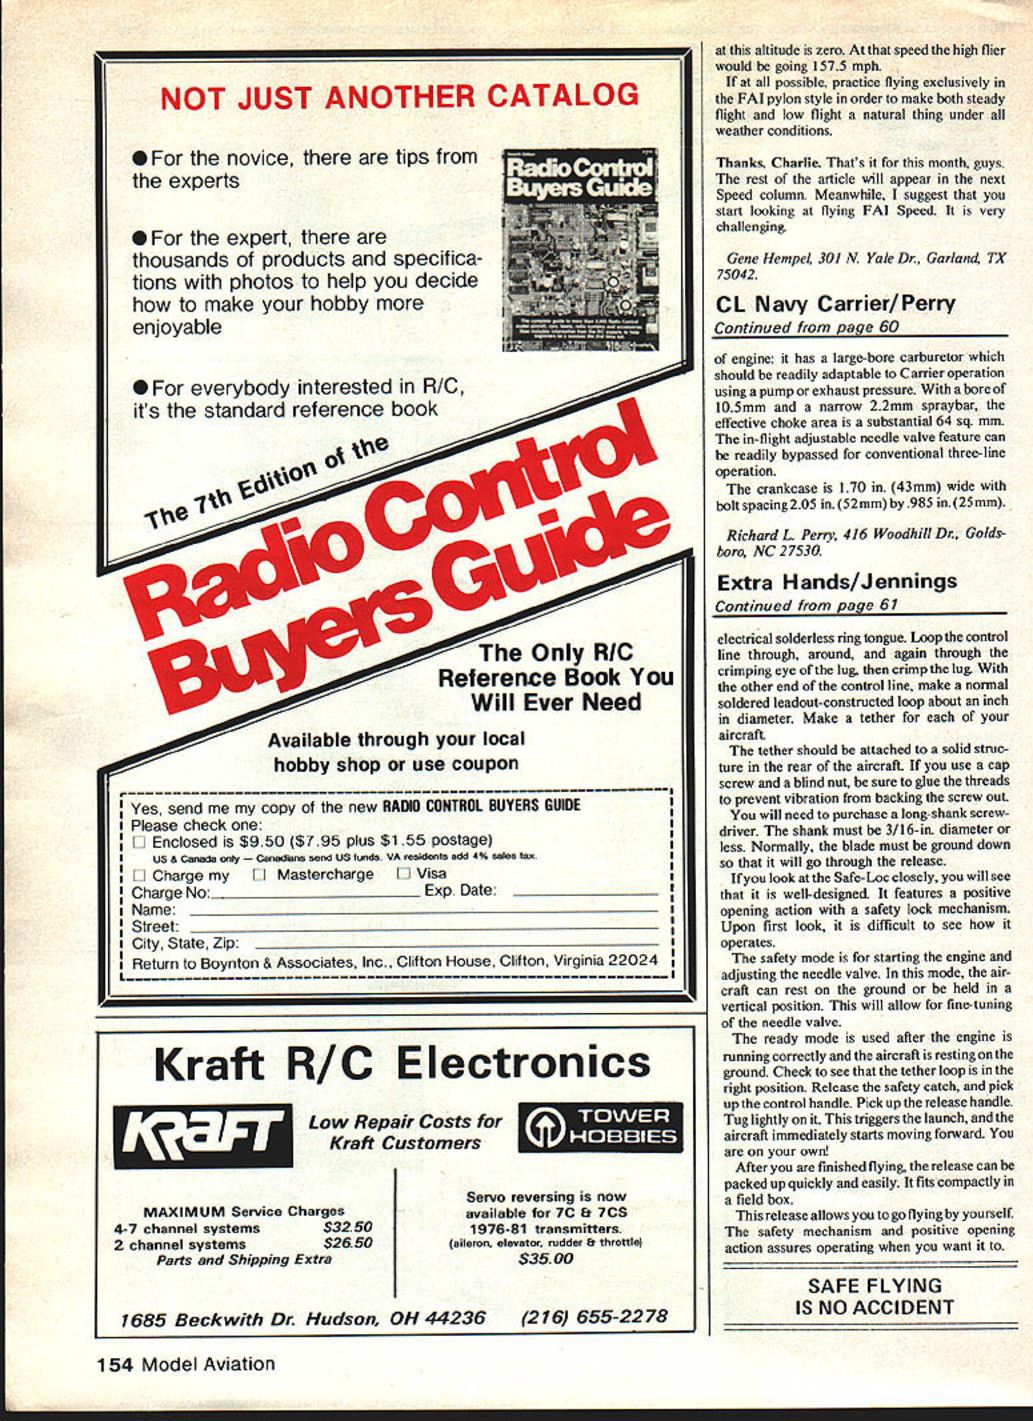 NOT JUST ANOTHER CATALOG
●For the novice, there are tips from
the experts
●For the expert, there are
thousands of products and specifica-
tions with photos to help you decide
how to make your hobby more
enjoyable
●For everybody interested in R/C,
it's the standard reference book
Radio Control
Buyers Guide
The 7th Edition of the
Radio Control
Buyers Guide
The Only R/C
Reference Book You
Will Ever Need
Available through your local
hobby shop or use coupon
Yes, send me my copy of the new RADIO CONTROL BUYERS GUIDE
Please check one:
☐ Enclosed is $9.50 ($7.95 plus $1.55 postage)
US & Canada only — Canadians send US funds. VA residents add 4% sales tax.
☐ Charge my ☐ Mastercharge ☐ Visa
Charge No: Exp. Date:
Name:
Street:
City, State, Zip:
Return to Boynton & Associates, Inc., Clifton House, Clifton, Virginia 22024
Kraft R/C Electronics
KRAFT
Low Repair Costs for
Kraft Customers
TOWER
HOBBIES
MAXIMUM Service Charges
4-7 channel systems $32.50
2 channel systems $26.50
Parts and Shipping Extra
Servo reversing is now
available for 7C & 7CS
1976-81 transmitters.
(aileron, elevator, rudder & throttle)
$35.00
1685 Beckwith Dr. Hudson, OH 44236 (216) 655-2278
at this altitude is zero. At that speed the high flier
would be going 157.5 mph.
If at all possible, practice flying exclusively in
the FAI pylon style in order to make both steady
flight and low flight a natural thing under all
weather conditions.
Thanks, Charlie. That's it for this month, guys.
The rest of the article will appear in the next
Speed column. Meanwhile, I suggest that you
start looking at flying FAI Speed. It is very
challenging.
Gene Hempel, 301 N. Yale Dr., Garland, TX
75042.
CL Navy Carrier/Perry
Continued from page 60
of engine: it has a large-bore carburetor which
should be readily adaptable to Carrier operation
using a pump or exhaust pressure. With a bore of
10.5mm and a narrow 2.2mm spraybar, the
effective choke area is a substantial 64 sq. mm.
The in-flight adjustable needle valve feature can
be readily bypassed for conventional three-line
operation.
The crankcase is 1.70 in. (43mm) wide with
bolt spacing 2.05 in. (52mm) by .985 in. (25mm).
Richard L. Perry, 416 Woodhill Dr., Golds-
boro, NC 27530.
Extra Hands/Jennings
Continued from page 61
electrical solderless ring tongue. Loop the control
line through, around, and again through the
crimping eye of the lug, then crimp the lug. With
the other end of the control line, make a normal
soldered leadout-constructed loop about an inch
in diameter. Make a tether for each of your
aircraft.
The tether should be attached to a solid struc-
ture in the rear of the aircraft. If you use a cap
screw and a blind nut, be sure to glue the threads
to prevent vibration from backing the screw out.
You will need to purchase a long-shank screw-
driver. The shank must be 3/16-in. diameter or
less. Normally, the blade must be ground down
so that it will go through the release.
If you look at the Safe-Loc closely, you will see
that it is well-designed. It features a positive
opening action with a safety lock mechanism.
Upon first look, it is difficult to see how it
operates.
The safety mode is for starting the engine and
adjusting the needle valve. In this mode, the air-
craft can rest on the ground or be held in a
vertical position. This will allow for fine-tuning
of the needle valve.
The ready mode is used after the engine is
running correctly and the aircraft is resting on the
ground. Check to see that the tether loop is in the
right position. Release the safety catch, and pick
up the control handle. Pick up the release handle.
Tug lightly on it. This triggers the launch, and the
aircraft immediately starts moving forward. You
are on your own!
After you are finished flying, the release can be
packed up quickly and easily. It fits compactly in
a field box.
This release allows you to go flying by yourself.
The safety mechanism and positive opening
action assures operating when you want it to.
SAFE FLYING
IS NO ACCIDENT
154 Model Aviation